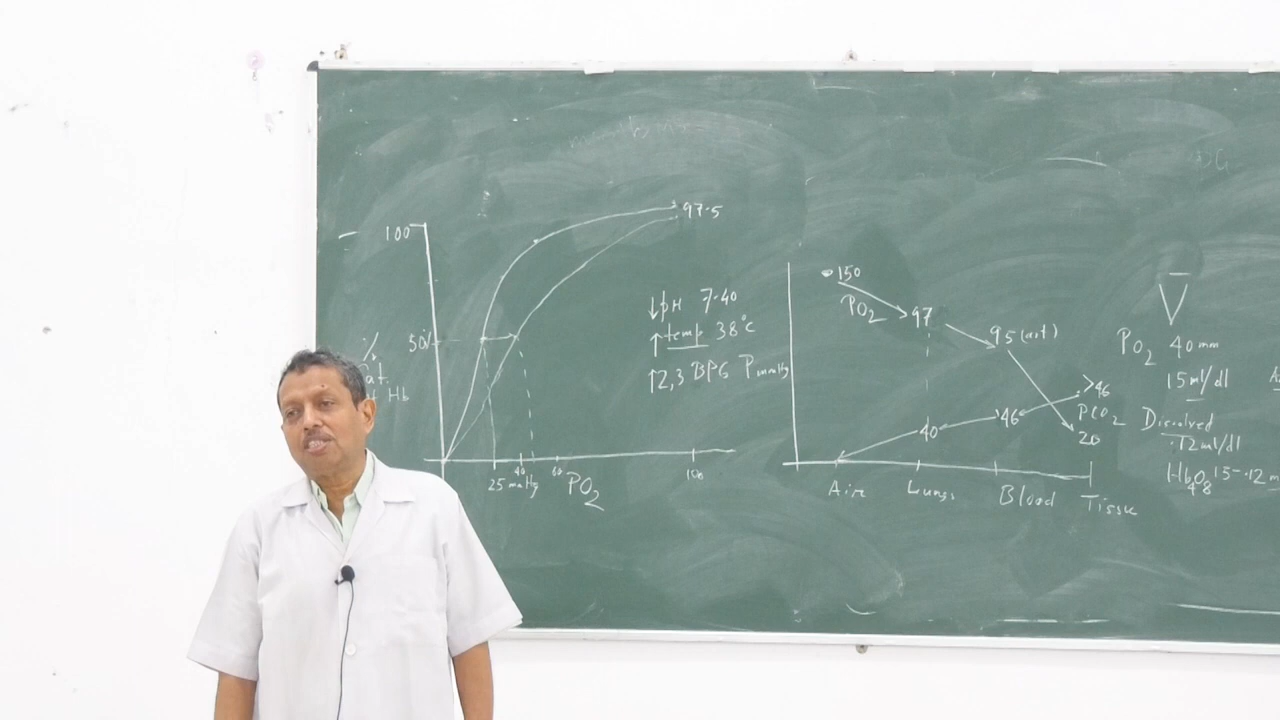 100
97.5
50%
%
Hb
↓pH 7.40
↑temp 38°C
↑2,3 BPG P mmHg
25 mmHg
40
60
100
PO2
150
PO2
97
95 (art)
46
PCO2
20
46
40
Air
Lungs
Blood
Tissue
V̄
PO2 40 mm
15 ml/dl
Dissolved
.12 ml/dl
15-.12